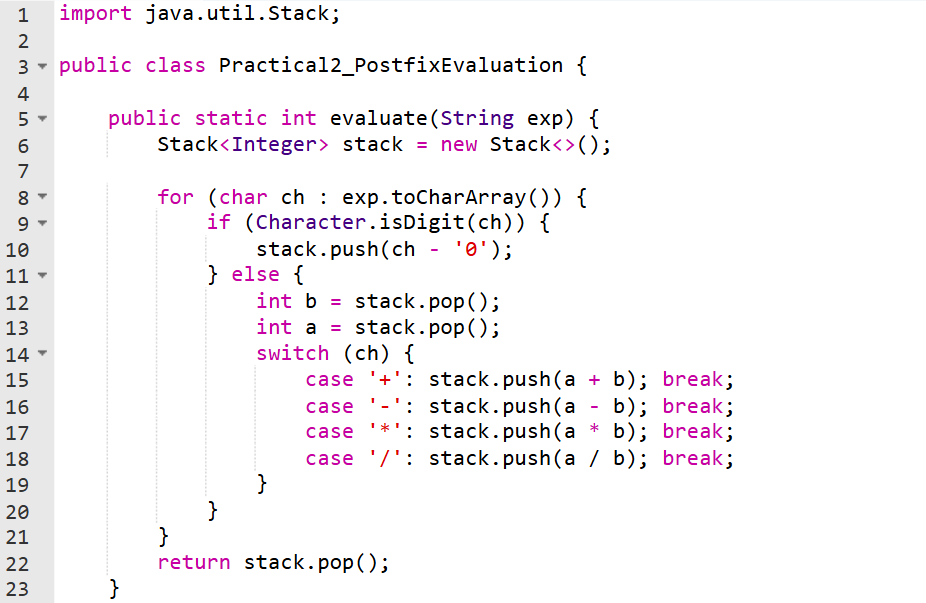 1 import java.util.Stack;
2
3 public class Practical2_PostfixEvaluation {
4
5     public static int evaluate(String exp) {
6         Stack<Integer> stack = new Stack<>();
7
8         for (char ch : exp.toCharArray()) {
9             if (Character.isDigit(ch)) {
10                 stack.push(ch - '0');
11             } else {
12                 int b = stack.pop();
13                 int a = stack.pop();
14                 switch (ch) {
15                     case '+': stack.push(a + b); break;
16                     case '-': stack.push(a - b); break;
17                     case '*': stack.push(a * b); break;
18                     case '/': stack.push(a / b); break;
19                 }
20             }
21         }
22         return stack.pop();
23     }